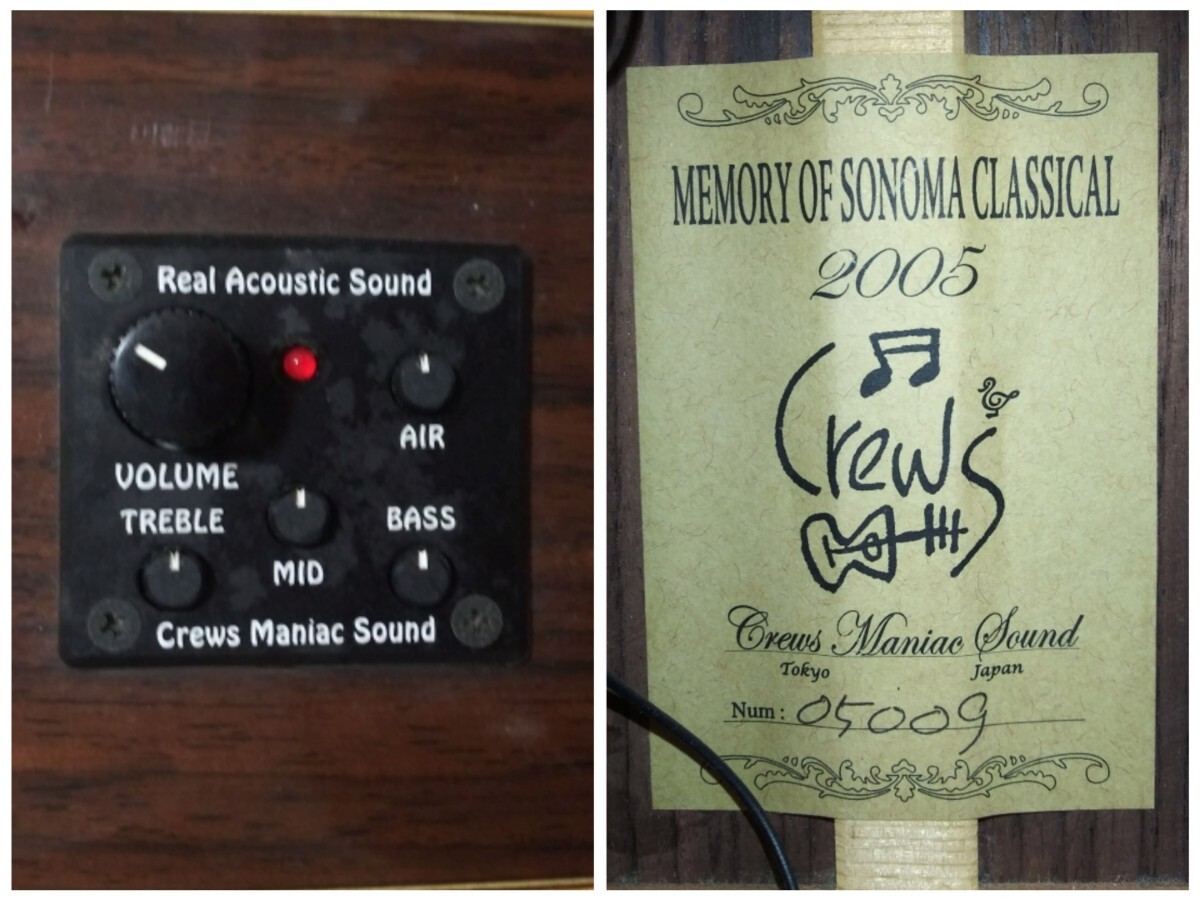 Real Acoustic Sound
AIR
VOLUME
TREBLE
BASS
MID
Crews Maniac Sound
MEMORY OF SONOMA CLASSICAL
2005
Crews
Crews Maniac Sound
Tokyo Japan
Num: 05009